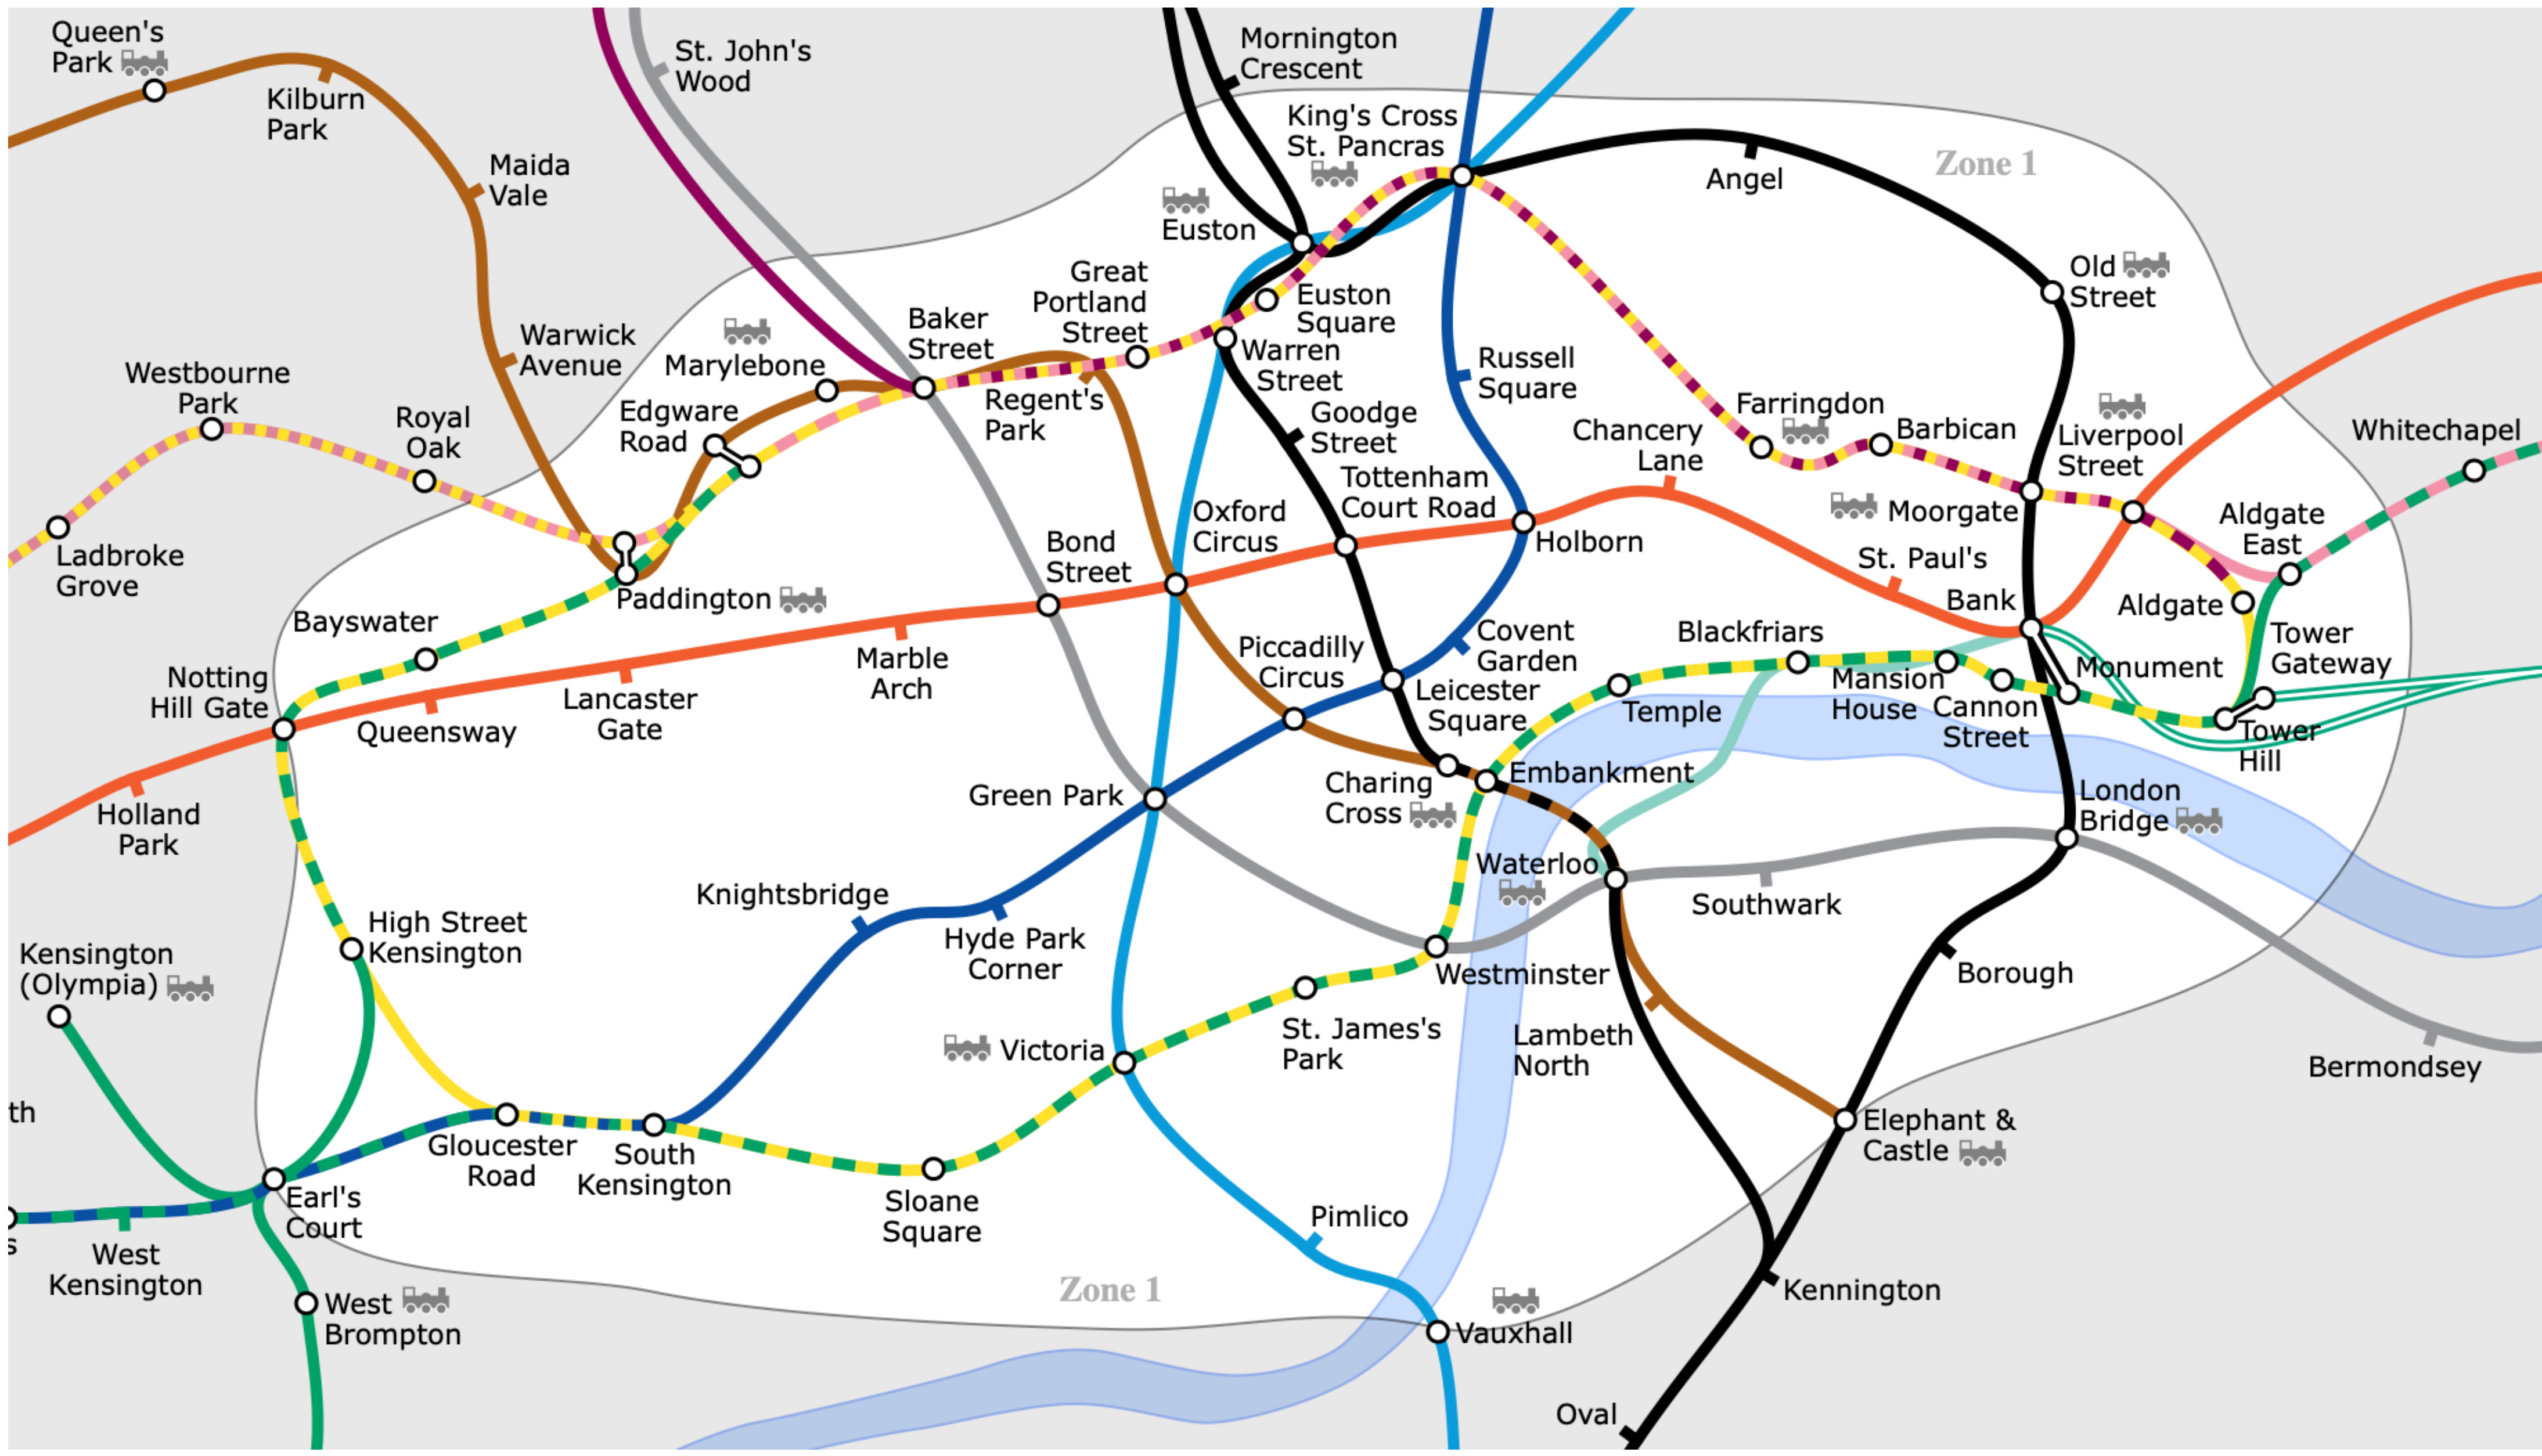 Queen's
Park
Kilburn
Park
Maida
Vale
Warwick
Avenue
St. John's
Wood
Mornington
Crescent
King's Cross
St. Pancras
Euston
Angel
Zone 1
Old
Street
Great
Portland
Street
Euston
Square
Baker
Street
Marylebone
Edgware
Road
Regent's
Park
Warren
Street
Goodge
Street
Russell
Square
Westbourne
Park
Royal
Oak
Ladbroke
Grove
Paddington
Bayswater
Notting
Hill Gate
Queensway
Lancaster
Gate
Marble
Arch
Bond
Street
Oxford
Circus
Tottenham
Court Road
Holborn
Chancery
Lane
Farringdon
Barbican
Moorgate
Liverpool
Street
Whitechapel
Aldgate
East
Aldgate
St. Paul's
Bank
Monument
Tower
Gateway
Tower
Hill
Cannon
Street
Mansion
House
Blackfriars
Temple
Covent
Garden
Leicester
Square
Piccadilly
Circus
Green Park
Charing
Cross
Embankment
Holland
Park
High Street
Kensington
Kensington
(Olympia)
Knightsbridge
Hyde Park
Corner
Waterloo
Southwark
London
Bridge
Westminster
Borough
Bermondsey
Victoria
St. James's
Park
Lambeth
North
Elephant &
Castle
th
s
Earl's
Court
West
Kensington
West
Brompton
Gloucester
Road
South
Kensington
Sloane
Square
Pimlico
Zone 1
Vauxhall
Kennington
Oval